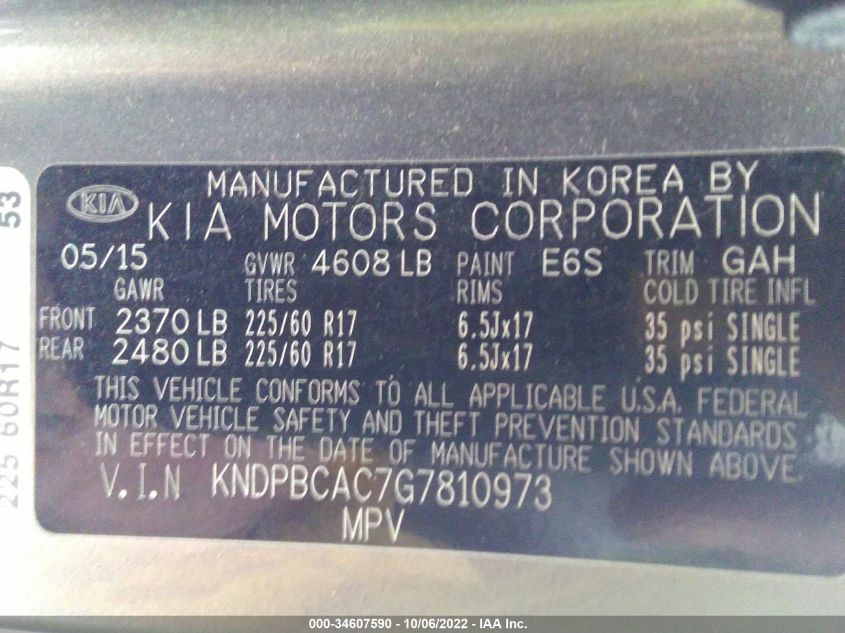 53
225 60R17
KIA
MANUFACTURED IN KOREA BY
KIA MOTORS CORPORATION
05/15 GVWR 4608 LB PAINT E6S TRIM GAH
GAWR TIRES RIMS COLD TIRE INFL
FRONT 2370 LB 225/60 R17 6.5Jx17 35 psi SINGLE
REAR 2480 LB 225/60 R17 6.5Jx17 35 psi SINGLE
THIS VEHICLE CONFORMS TO ALL APPLICABLE U.S.A. FEDERAL
MOTOR VEHICLE SAFETY AND THEFT PREVENTION STANDARDS
IN EFFECT ON THE DATE OF MANUFACTURE SHOWN ABOVE.
V.I.N KNDPBCAC7G7810973
MPV
000-34607590 - 10/06/2022 - IAA Inc.